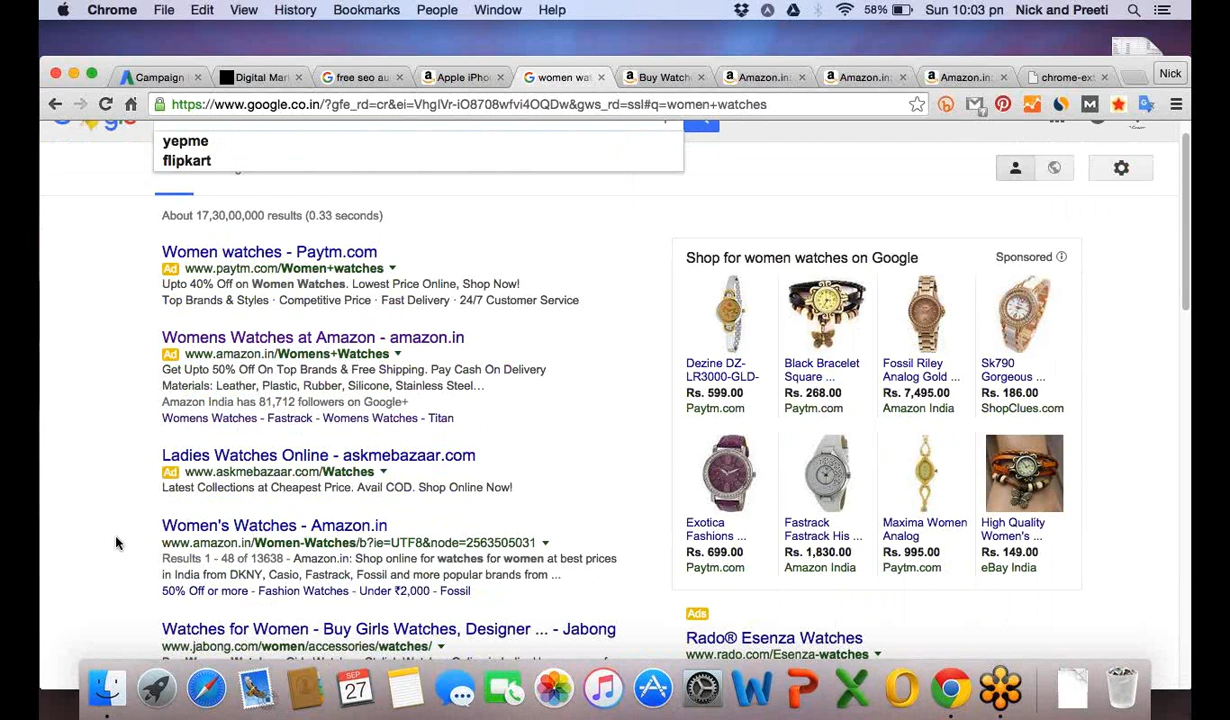 Chrome File Edit View History Bookmarks People Window Help 58% Sun 10:03 pm Nick and Preeti
Campaign Digital Mar free seo au Apple iPhon women wat Buy Watch Amazon.in: Amazon.in: Amazon.in: chrome-ext Nick
https://www.google.co.in/?gfe_rd=cr&ei=VhglVr-iO8708wfvi4OQDw&gws_rd=ssl#q=women+watches
yepme
flipkart
About 17,30,00,000 results (0.33 seconds)
Women watches - Paytm.com
Ad www.paytm.com/Women+watches
Upto 40% Off on Women Watches. Lowest Price Online, Shop Now!
Top Brands & Styles · Competitive Price · Fast Delivery · 24/7 Customer Service
Womens Watches at Amazon - amazon.in
Ad www.amazon.in/Womens+Watches
Get Upto 50% Off On Top Brands & Free Shipping. Pay Cash On Delivery
Materials: Leather, Plastic, Rubber, Silicone, Stainless Steel…
Amazon India has 81,712 followers on Google+
Womens Watches - Fastrack - Womens Watches - Titan
Ladies Watches Online - askmebazaar.com
Ad www.askmebazaar.com/Watches
Latest Collections at Cheapest Price. Avail COD. Shop Online Now!
Women's Watches - Amazon.in
www.amazon.in/Women-Watches/b?ie=UTF8&node=2563505031
Results 1 - 48 of 13638 - Amazon.in: Shop online for watches for women at best prices
in India from DKNY, Casio, Fastrack, Fossil and more popular brands from ...
50% Off or more - Fashion Watches - Under ₹2,000 - Fossil
Watches for Women - Buy Girls Watches, Designer ... - Jabong
www.jabong.com/women/accessories/watches/
Shop for women watches on Google Sponsored
Dezine DZ-
LR3000-GLD-
Rs. 599.00
Paytm.com
Black Bracelet
Square ...
Rs. 268.00
Paytm.com
Fossil Riley
Analog Gold ...
Rs. 7,495.00
Amazon India
Sk790
Gorgeous ...
Rs. 186.00
ShopClues.com
Exotica
Fashions ...
Rs. 699.00
Paytm.com
Fastrack
Fastrack His ...
Rs. 1,830.00
Amazon India
Maxima Women
Analog
Rs. 995.00
Paytm.com
High Quality
Women's ...
Rs. 149.00
eBay India
Ads
Rado® Esenza Watches
www.rado.com/Esenza-watches
SEP
27